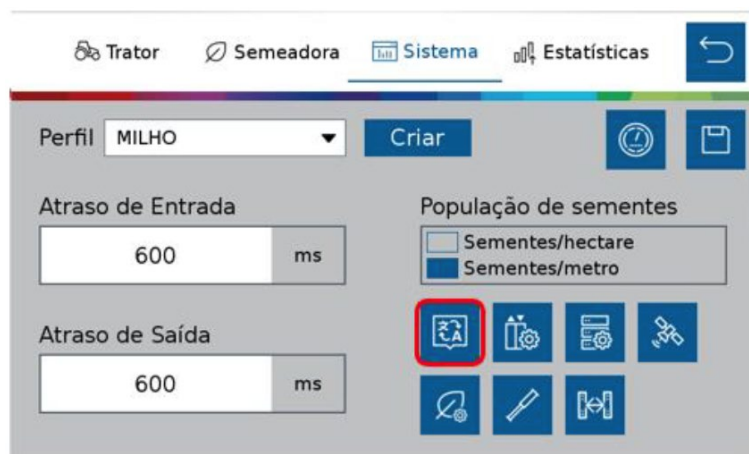 Trator Semeadora Sistema Estatísticas
Perfil MILHO Criar
Atraso de Entrada
600 ms
Atraso de Saída
600 ms
População de sementes
Sementes/hectare
Sementes/metro
文 A